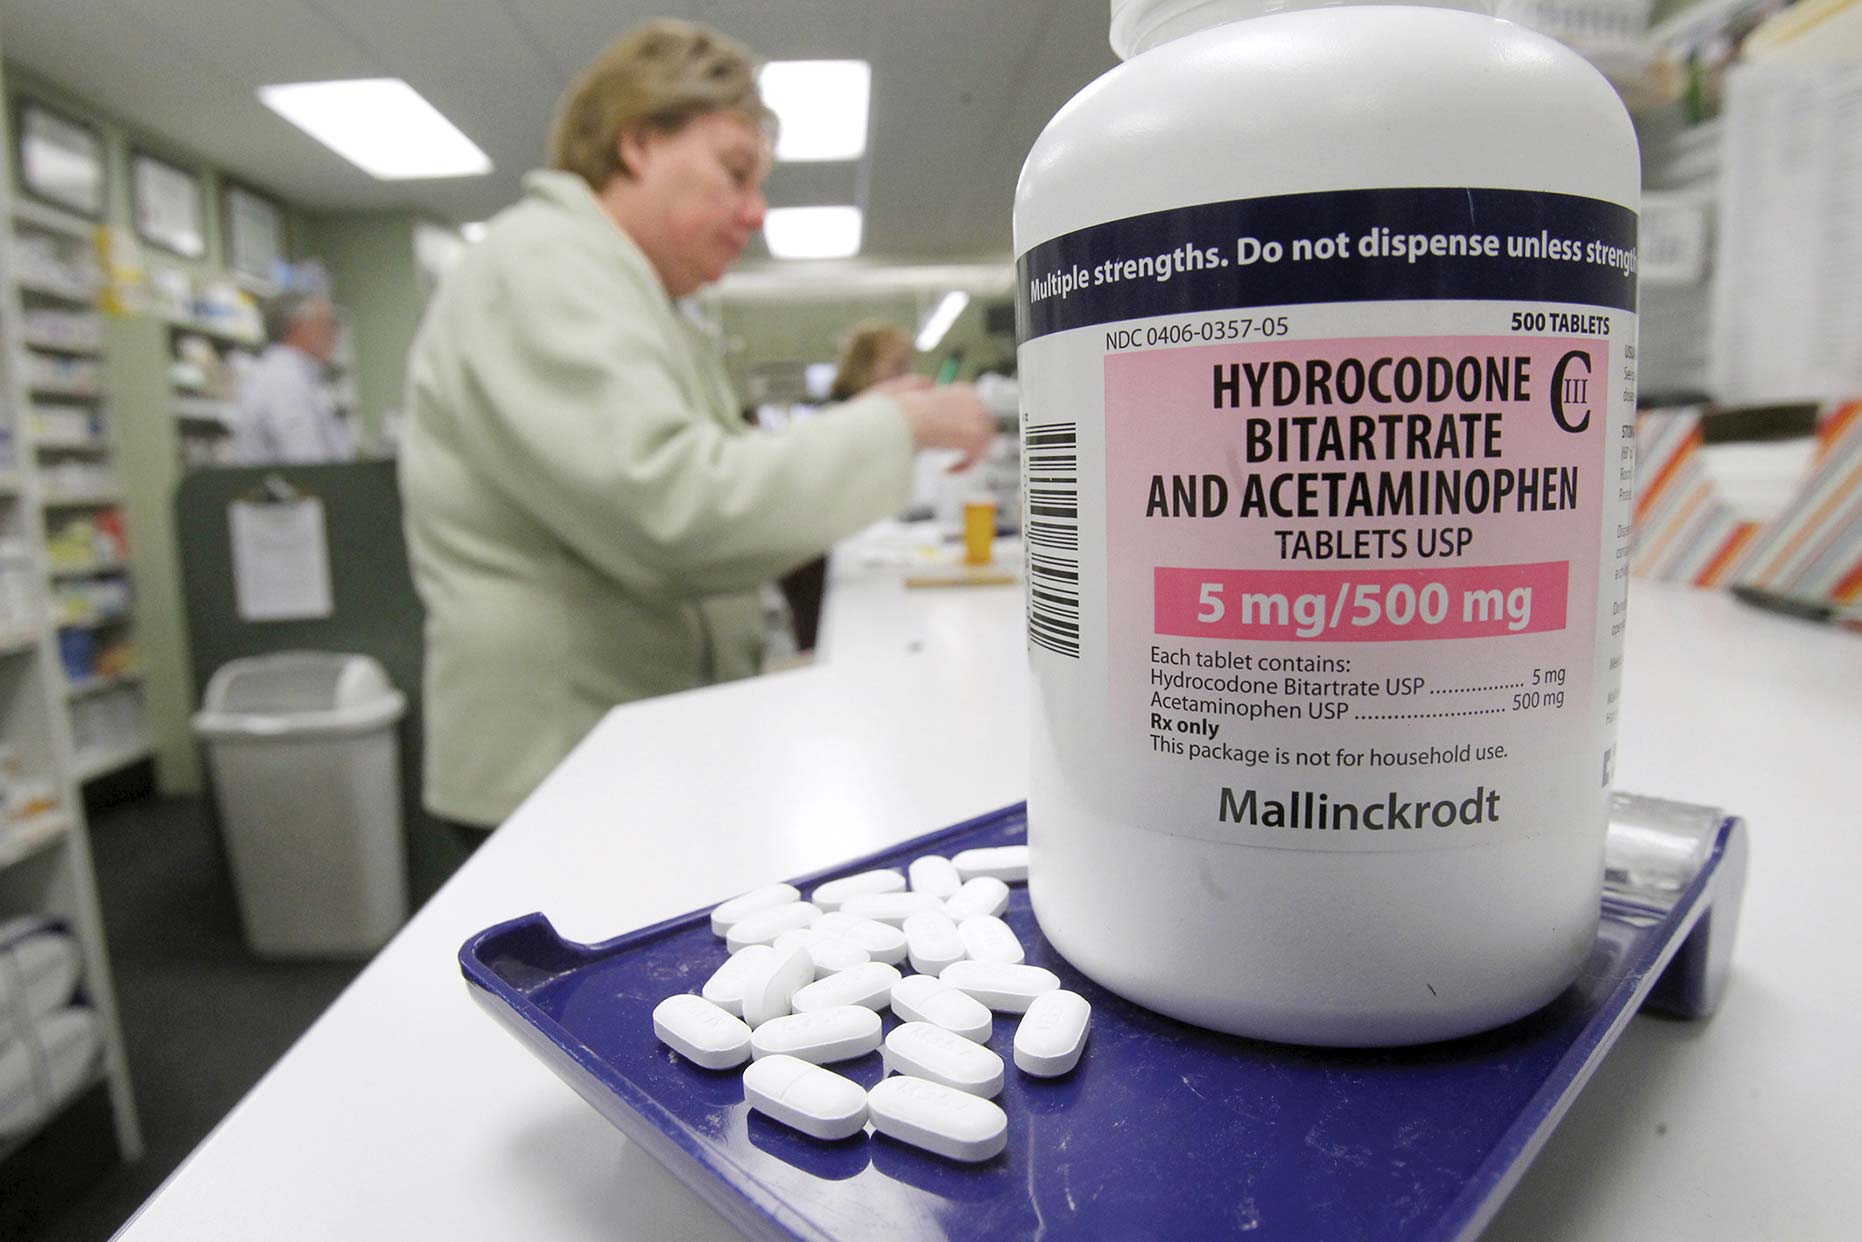 Multiple strengths. Do not dispense unless
NDC 0406-0357-05
500 TABLETS
HYDROCODONE CIII
BITARTRATE
AND ACETAMINOPHEN
TABLETS USP
5 mg/500 mg
Each tablet contains:
Hydrocodone Bitartrate USP ................. 5 mg
Acetaminophen USP .......................... 500 mg
Rx only
This package is not for household use.
Mallinckrodt